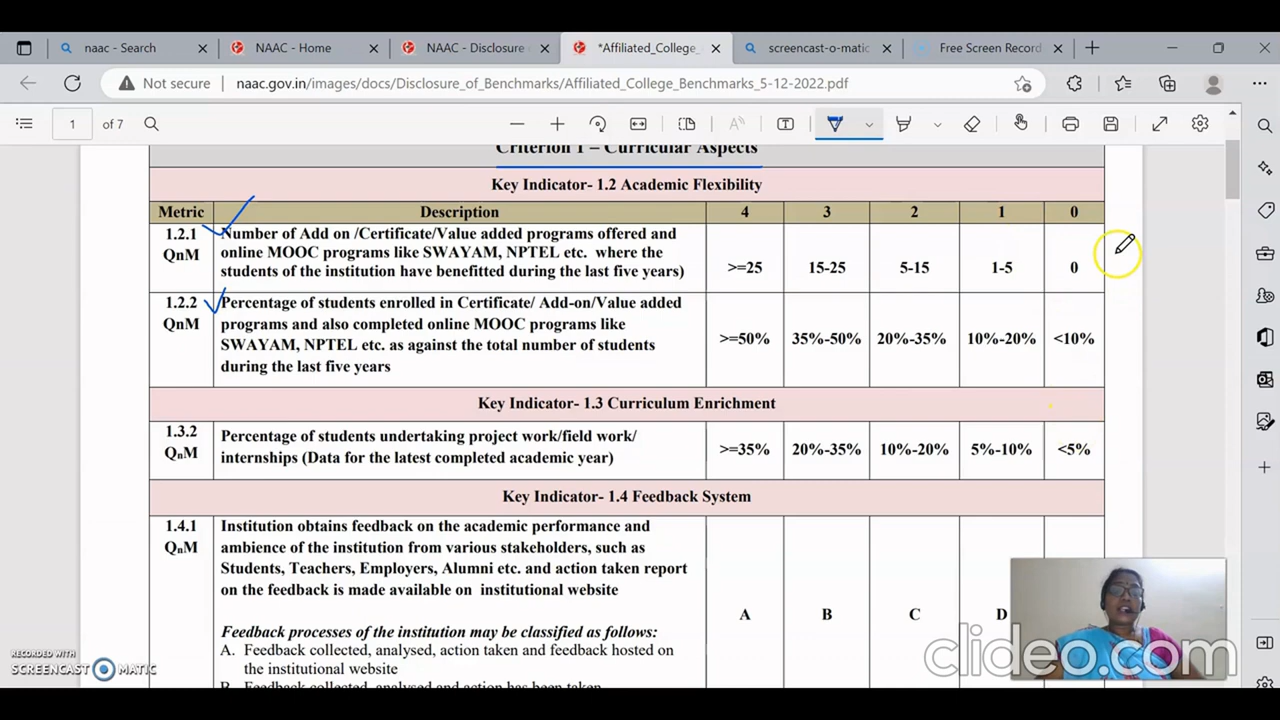 naac - Search
NAAC - Home
NAAC - Disclosure
*Affiliated_College_
screencast-o-matic
Free Screen Record
Not secure
naac.gov.in/images/docs/Disclosure_of_Benchmarks/Affiliated_College_Benchmarks_5-12-2022.pdf
1 of 7
Criterion 1 – Curricular Aspects
Key Indicator- 1.2 Academic Flexibility
Metric Description 4 3 2 1 0
1.2.1 Number of Add on /Certificate/Value added programs offered and
QnM online MOOC programs like SWAYAM, NPTEL etc. where the
students of the institution have benefitted during the last five years)
>=25 15-25 5-15 1-5 0
1.2.2 Percentage of students enrolled in Certificate/ Add-on/Value added
QnM programs and also completed online MOOC programs like
SWAYAM, NPTEL etc. as against the total number of students
during the last five years
>=50% 35%-50% 20%-35% 10%-20% <10%
Key Indicator- 1.3 Curriculum Enrichment
1.3.2 Percentage of students undertaking project work/field work/
QnM internships (Data for the latest completed academic year)
>=35% 20%-35% 10%-20% 5%-10% <5%
Key Indicator- 1.4 Feedback System
1.4.1 Institution obtains feedback on the academic performance and
QnM ambience of the institution from various stakeholders, such as
Students, Teachers, Employers, Alumni etc. and action taken report
on the feedback is made available on institutional website
A B C D
Feedback processes of the institution may be classified as follows:
A. Feedback collected, analysed, action taken and feedback hosted on
the institutional website
B. Feedback collected, analysed and action has been taken
RECORDED WITH
SCREENCAST MATIC
clideo.com